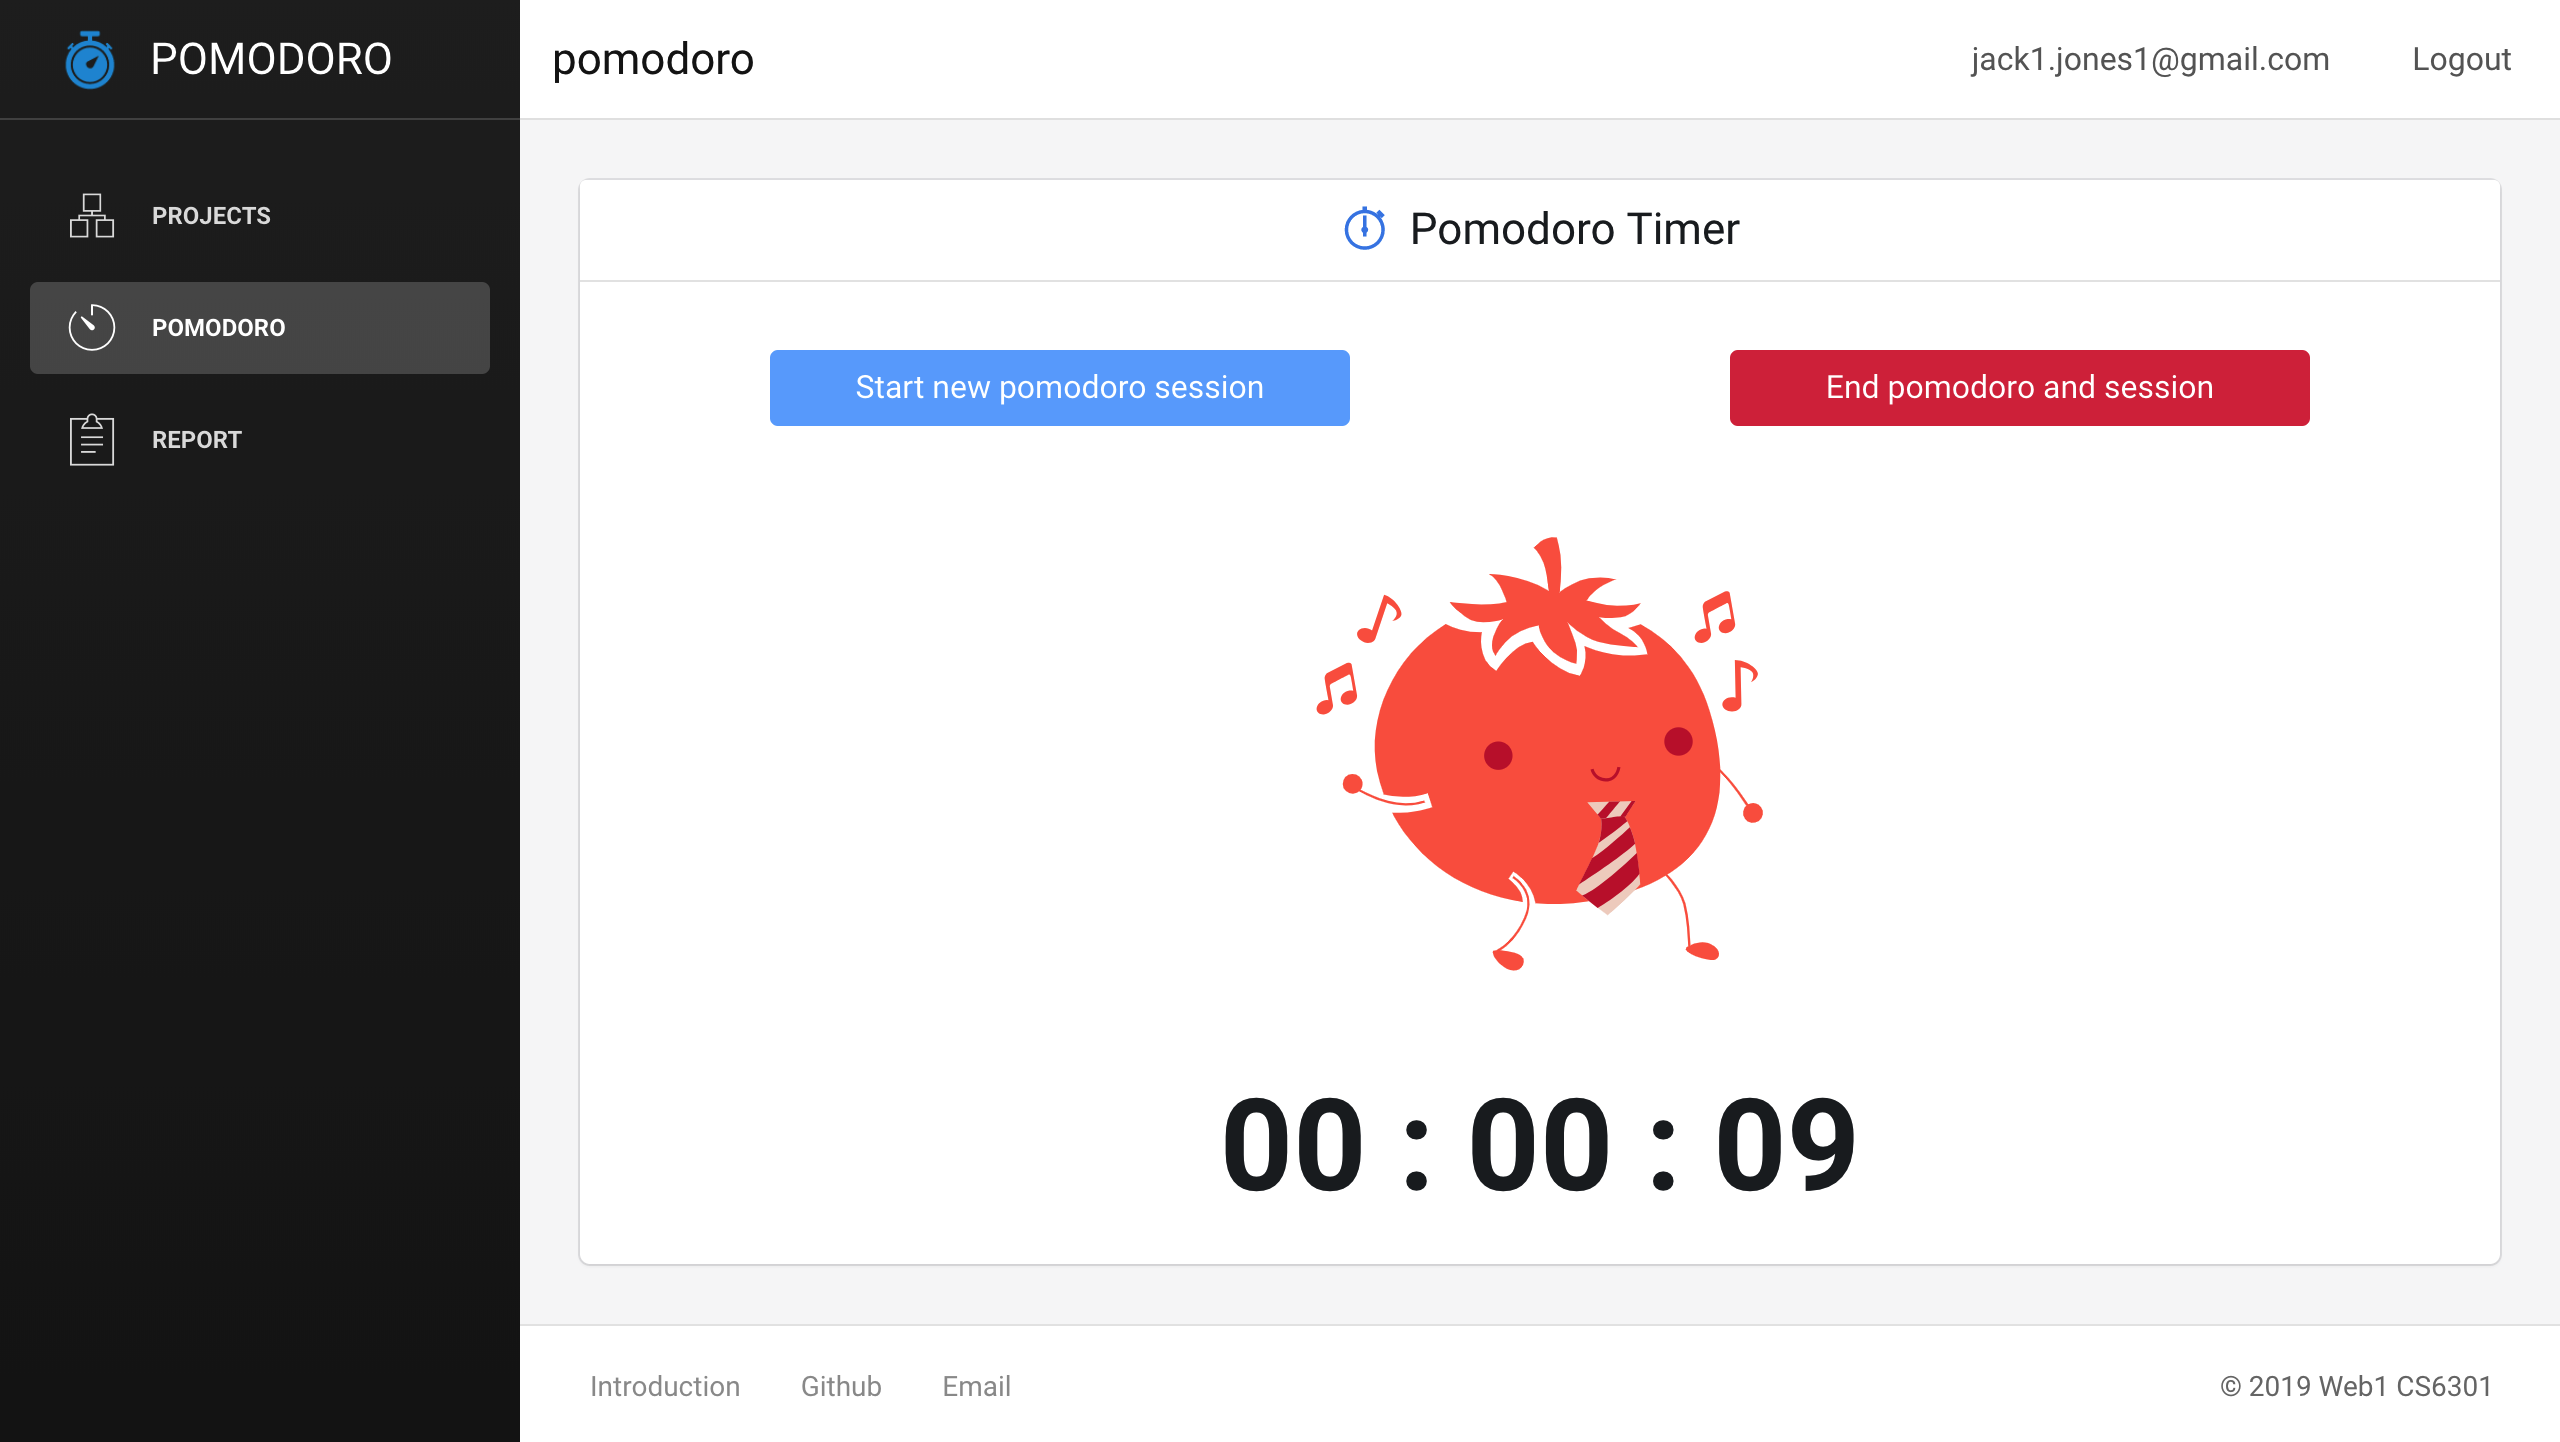 POMODORO
pomodoro
jack1.jones1@gmail.com
Logout
PROJECTS
POMODORO
REPORT
Pomodoro Timer
Start new pomodoro session
End pomodoro and session
00 : 00 : 09
Introduction
Github
Email
© 2019 Web1 CS6301